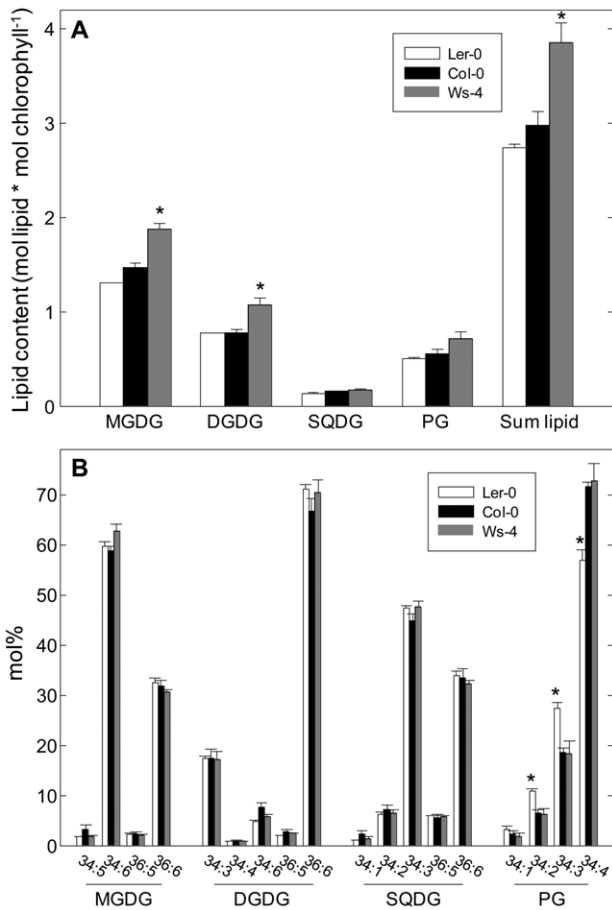 A
Lipid content (mol lipid * mol chlorophyll-1)
4
3
2
1
0
Ler-0
Col-0
Ws-4
*
*
*
MGDG DGDG SQDG PG Sum lipid
B
mol%
70
60
50
40
30
20
10
0
Ler-0
Col-0
Ws-4
*
*
*
34:5 34:6 36:5 36:6 34:3 34:4 34:6 36:5 36:6 34:1 34:2 34:3 36:5 36:6 34:1 34:2 34:3 34:4
MGDG DGDG SQDG PG